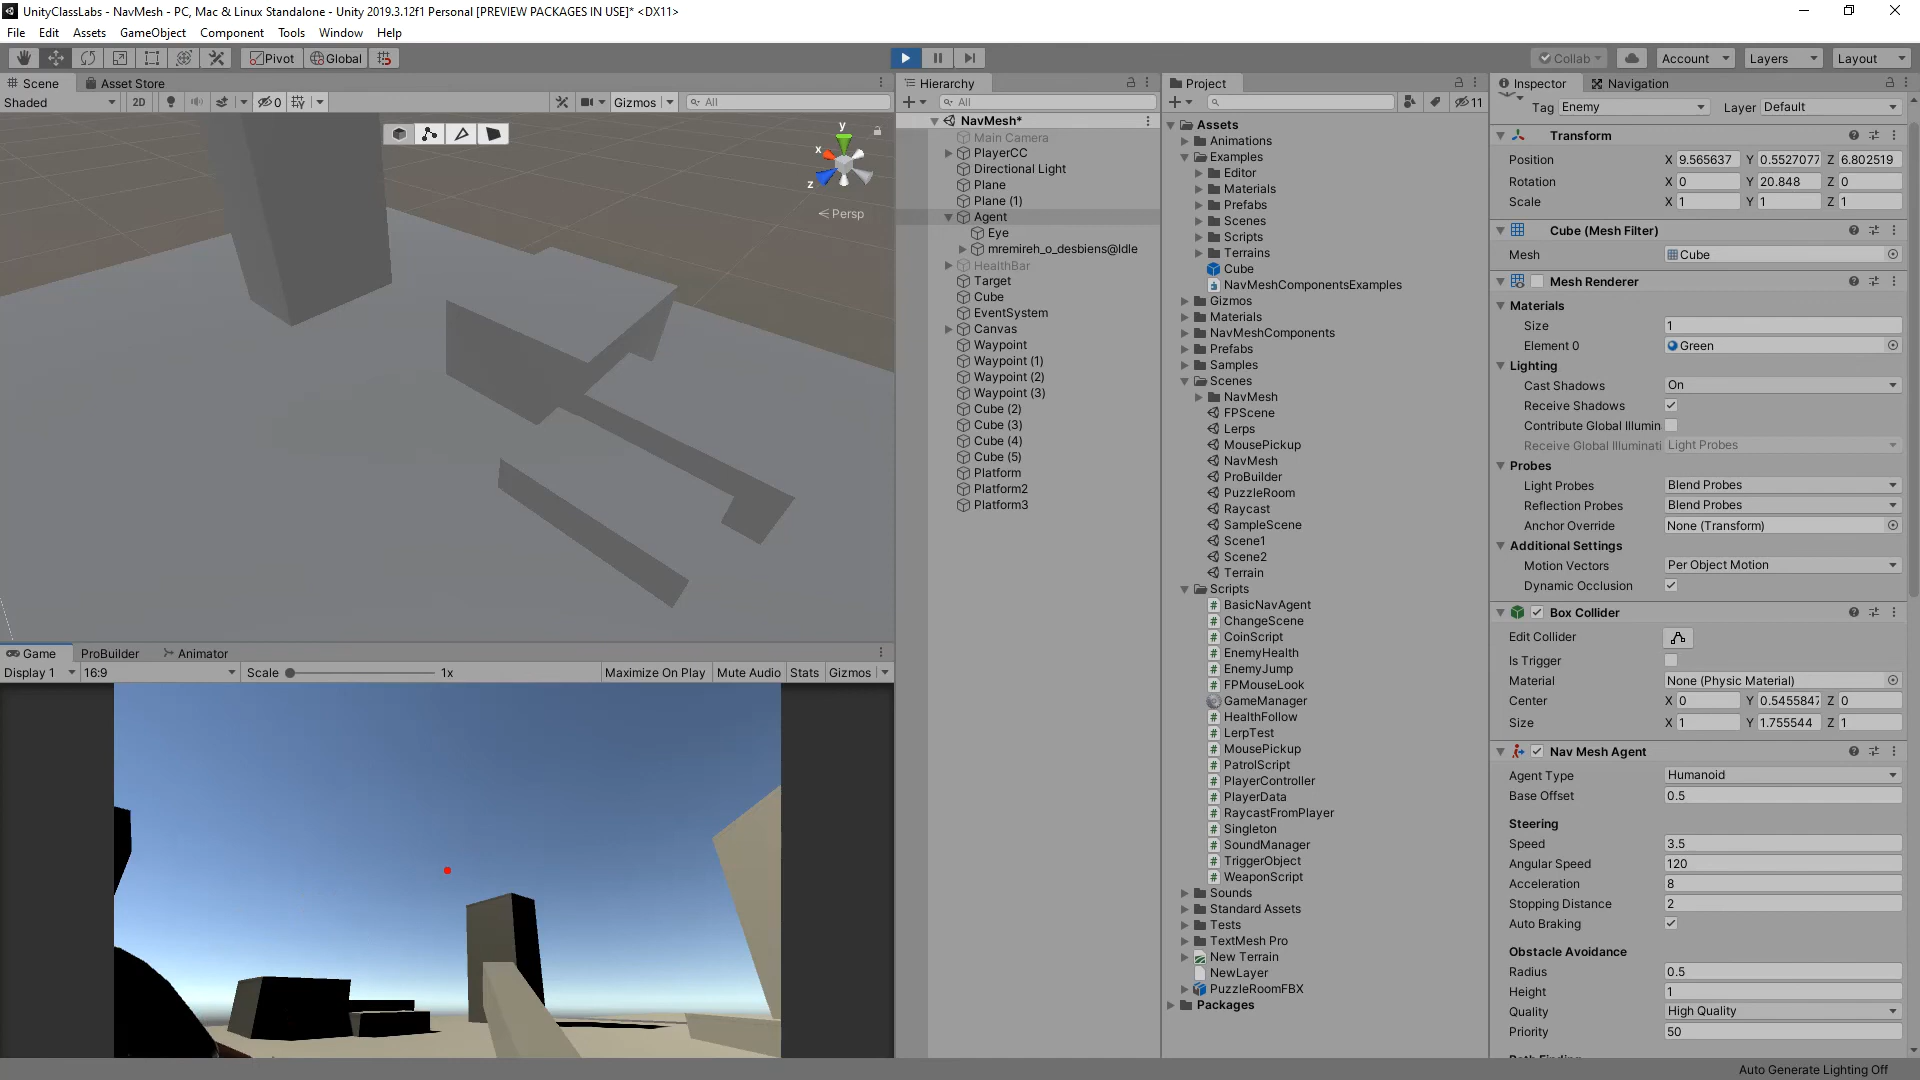 UnityClassLabs - NavMesh - PC, Mac & Linux Standalone - Unity 2019.3.12f1 Personal [PREVIEW PACKAGES IN USE]* <DX11>
File Edit Assets GameObject Component Tools Window Help
Pivot Global Collab Account Layers Layout
Scene Asset Store
Shaded 2D 0 Gizmos All
y
x
z
Persp
Game ProBuilder Animator
Display 1 16:9 Scale 1x Maximize On Play Mute Audio Stats Gizmos
Hierarchy
All
NavMesh*
Main Camera
PlayerCC
Directional Light
Plane
Plane (1)
Agent
Eye
mremireh_o_desbiens@Idle
HealthBar
Target
Cube
EventSystem
Canvas
Waypoint
Waypoint (1)
Waypoint (2)
Waypoint (3)
Cube (2)
Cube (3)
Cube (4)
Cube (5)
Platform
Platform2
Platform3
Project
11
Assets
Animations
Examples
Editor
Materials
Prefabs
Scenes
Scripts
Terrains
Cube
NavMeshComponentsExamples
Gizmos
Materials
NavMeshComponents
Prefabs
Samples
Scenes
NavMesh
FPScene
Lerps
MousePickup
NavMesh
ProBuilder
PuzzleRoom
Raycast
SampleScene
Scene1
Scene2
Terrain
Scripts
BasicNavAgent
ChangeScene
CoinScript
EnemyHealth
EnemyJump
FPMouseLook
GameManager
HealthFollow
LerpTest
MousePickup
PatrolScript
PlayerController
PlayerData
RaycastFromPlayer
Singleton
SoundManager
TriggerObject
WeaponScript
Sounds
Standard Assets
Tests
TextMesh Pro
New Terrain
NewLayer
PuzzleRoomFBX
Packages
Inspector Navigation
Tag Enemy Layer Default
Transform
Position X 9.565637 Y 0.5527077 Z 6.802519
Rotation X 0 Y 20.848 Z 0
Scale X 1 Y 1 Z 1
Cube (Mesh Filter)
Mesh Cube
Mesh Renderer
Materials
Size 1
Element 0 Green
Lighting
Cast Shadows On
Receive Shadows
Contribute Global Illumin
Receive Global Illuminati Light Probes
Probes
Light Probes Blend Probes
Reflection Probes Blend Probes
Anchor Override None (Transform)
Additional Settings
Motion Vectors Per Object Motion
Dynamic Occlusion
Box Collider
Edit Collider
Is Trigger
Material None (Physic Material)
Center X 0 Y 0.5455847 Z 0
Size X 1 Y 1.755544 Z 1
Nav Mesh Agent
Agent Type Humanoid
Base Offset 0.5
Steering
Speed 3.5
Angular Speed 120
Acceleration 8
Stopping Distance 2
Auto Braking
Obstacle Avoidance
Radius 0.5
Height 1
Quality High Quality
Priority 50
Auto Generate Lighting Off